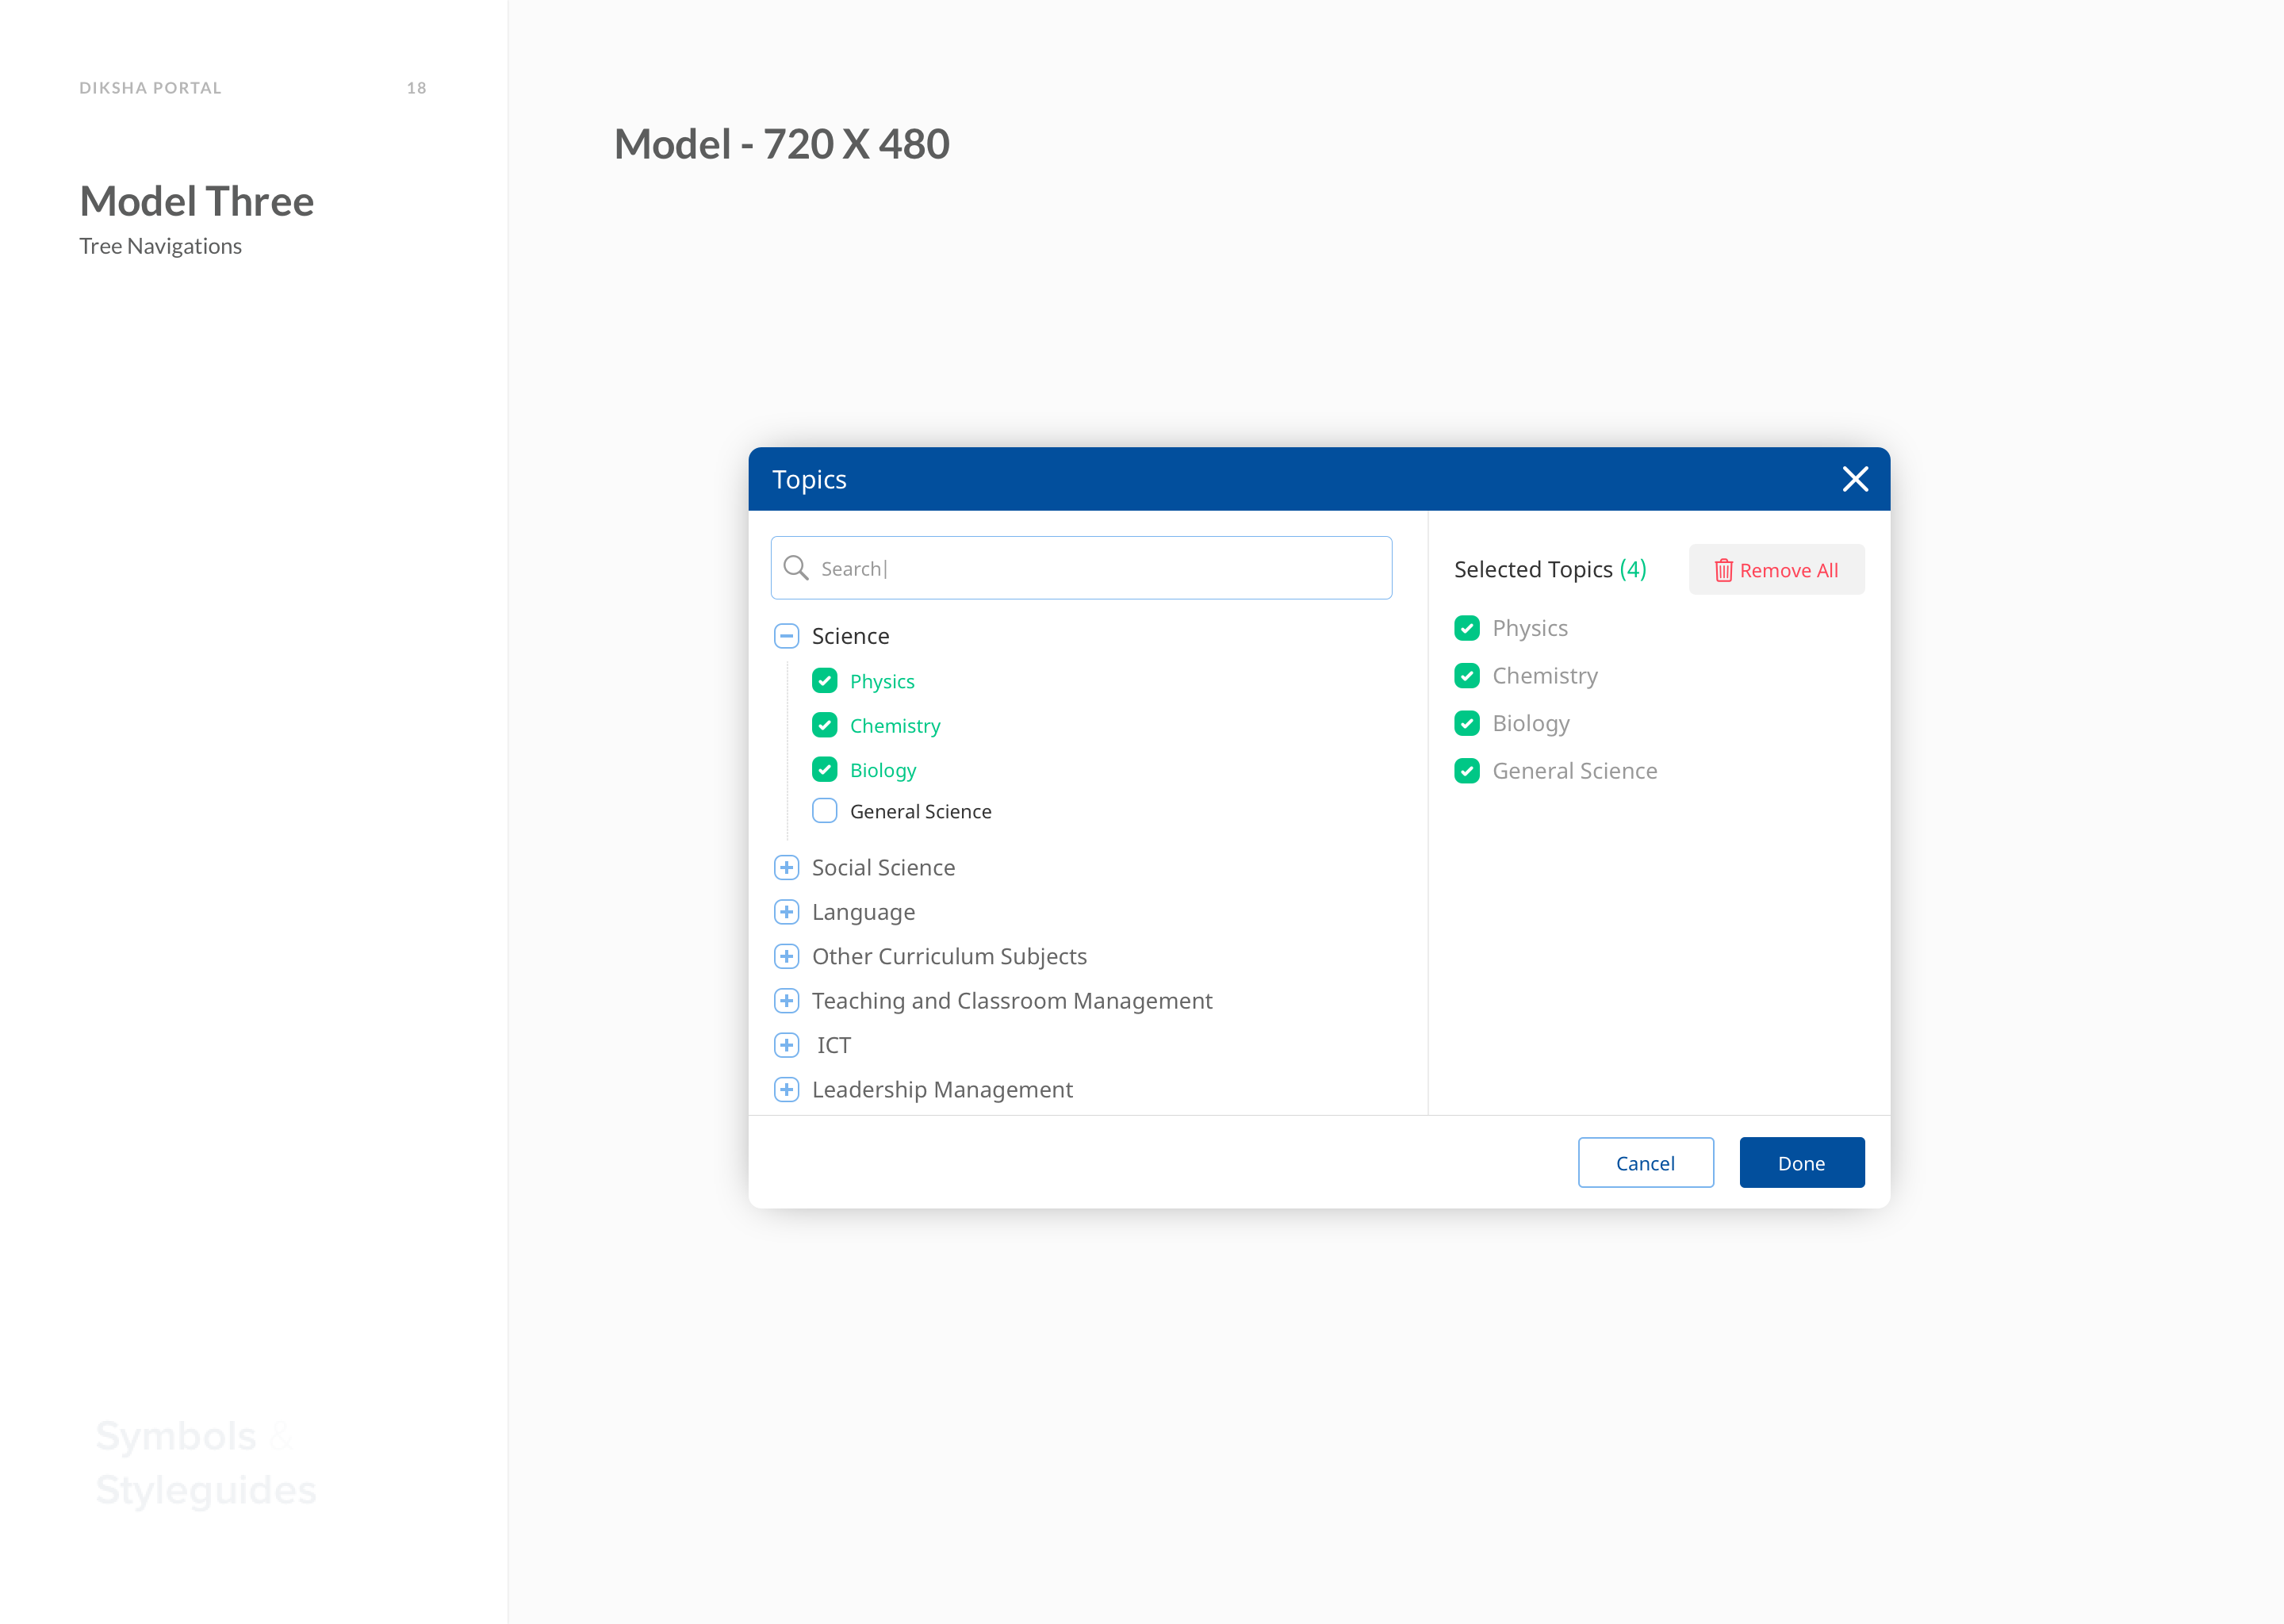 DIKSHA PORTAL 18
Model Three
Tree Navigations
Symbols &
Styleguides
Model - 720 X 480
Topics
Search
Science
Physics
Chemistry
Biology
General Science
Social Science
Language
Other Curriculum Subjects
Teaching and Classroom Management
ICT
Leadership Management
Selected Topics (4)
Remove All
Physics
Chemistry
Biology
General Science
Cancel
Done